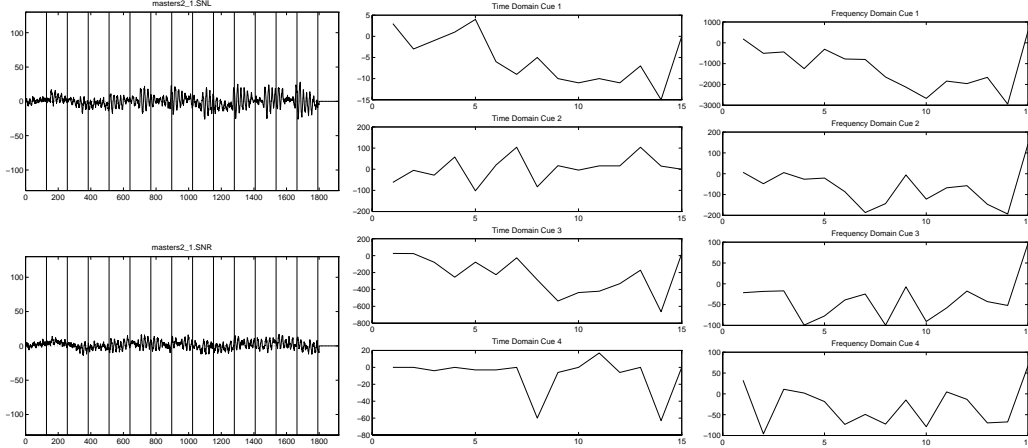 masters2_1.SNL
100
50
0
−50
−100
0 200 400 600 800 1000 1200 1400 1600 1800
masters2_1.SNR
100
50
0
−50
−100
0 200 400 600 800 1000 1200 1400 1600 1800
Time Domain Cue 1
5
0
−5
−10
−15
0 5 10 15
Time Domain Cue 2
200
100
0
−100
−200
0 5 10 15
Time Domain Cue 3
200
0
−200
−400
−600
−800
0 5 10 15
Time Domain Cue 4
20
0
−20
−40
−60
−80
0 5 10 15
Frequency Domain Cue 1
1000
0
−1000
−2000
−3000
0 5 10 15
Frequency Domain Cue 2
200
100
0
−100
−200
0 5 10 15
Frequency Domain Cue 3
100
50
0
−50
−100
0 5 10 15
Frequency Domain Cue 4
100
50
0
−50
−100
0 5 10 15